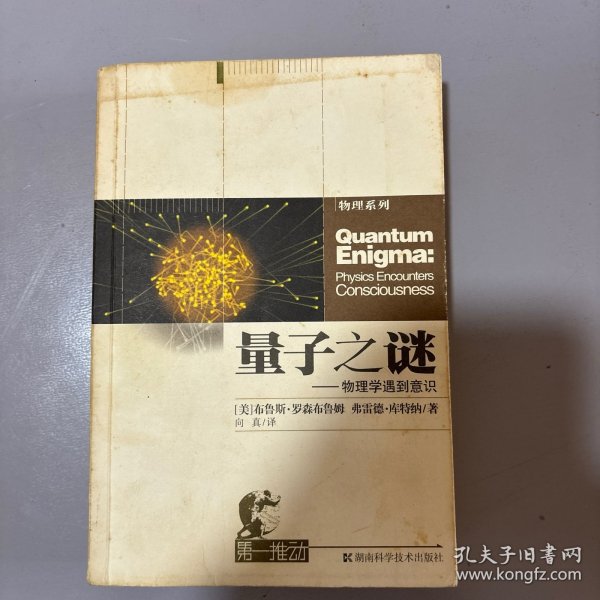 物理系列
Quantum
Enigma:
Physics Encounters
Consciousness
量子之谜
——物理学遇到意识
[美]布鲁斯·罗森布鲁姆 弗雷德·库特纳/著
向 真/译
第一推动
湖南科学技术出版社
孔夫子旧书网
www.kongfz.com